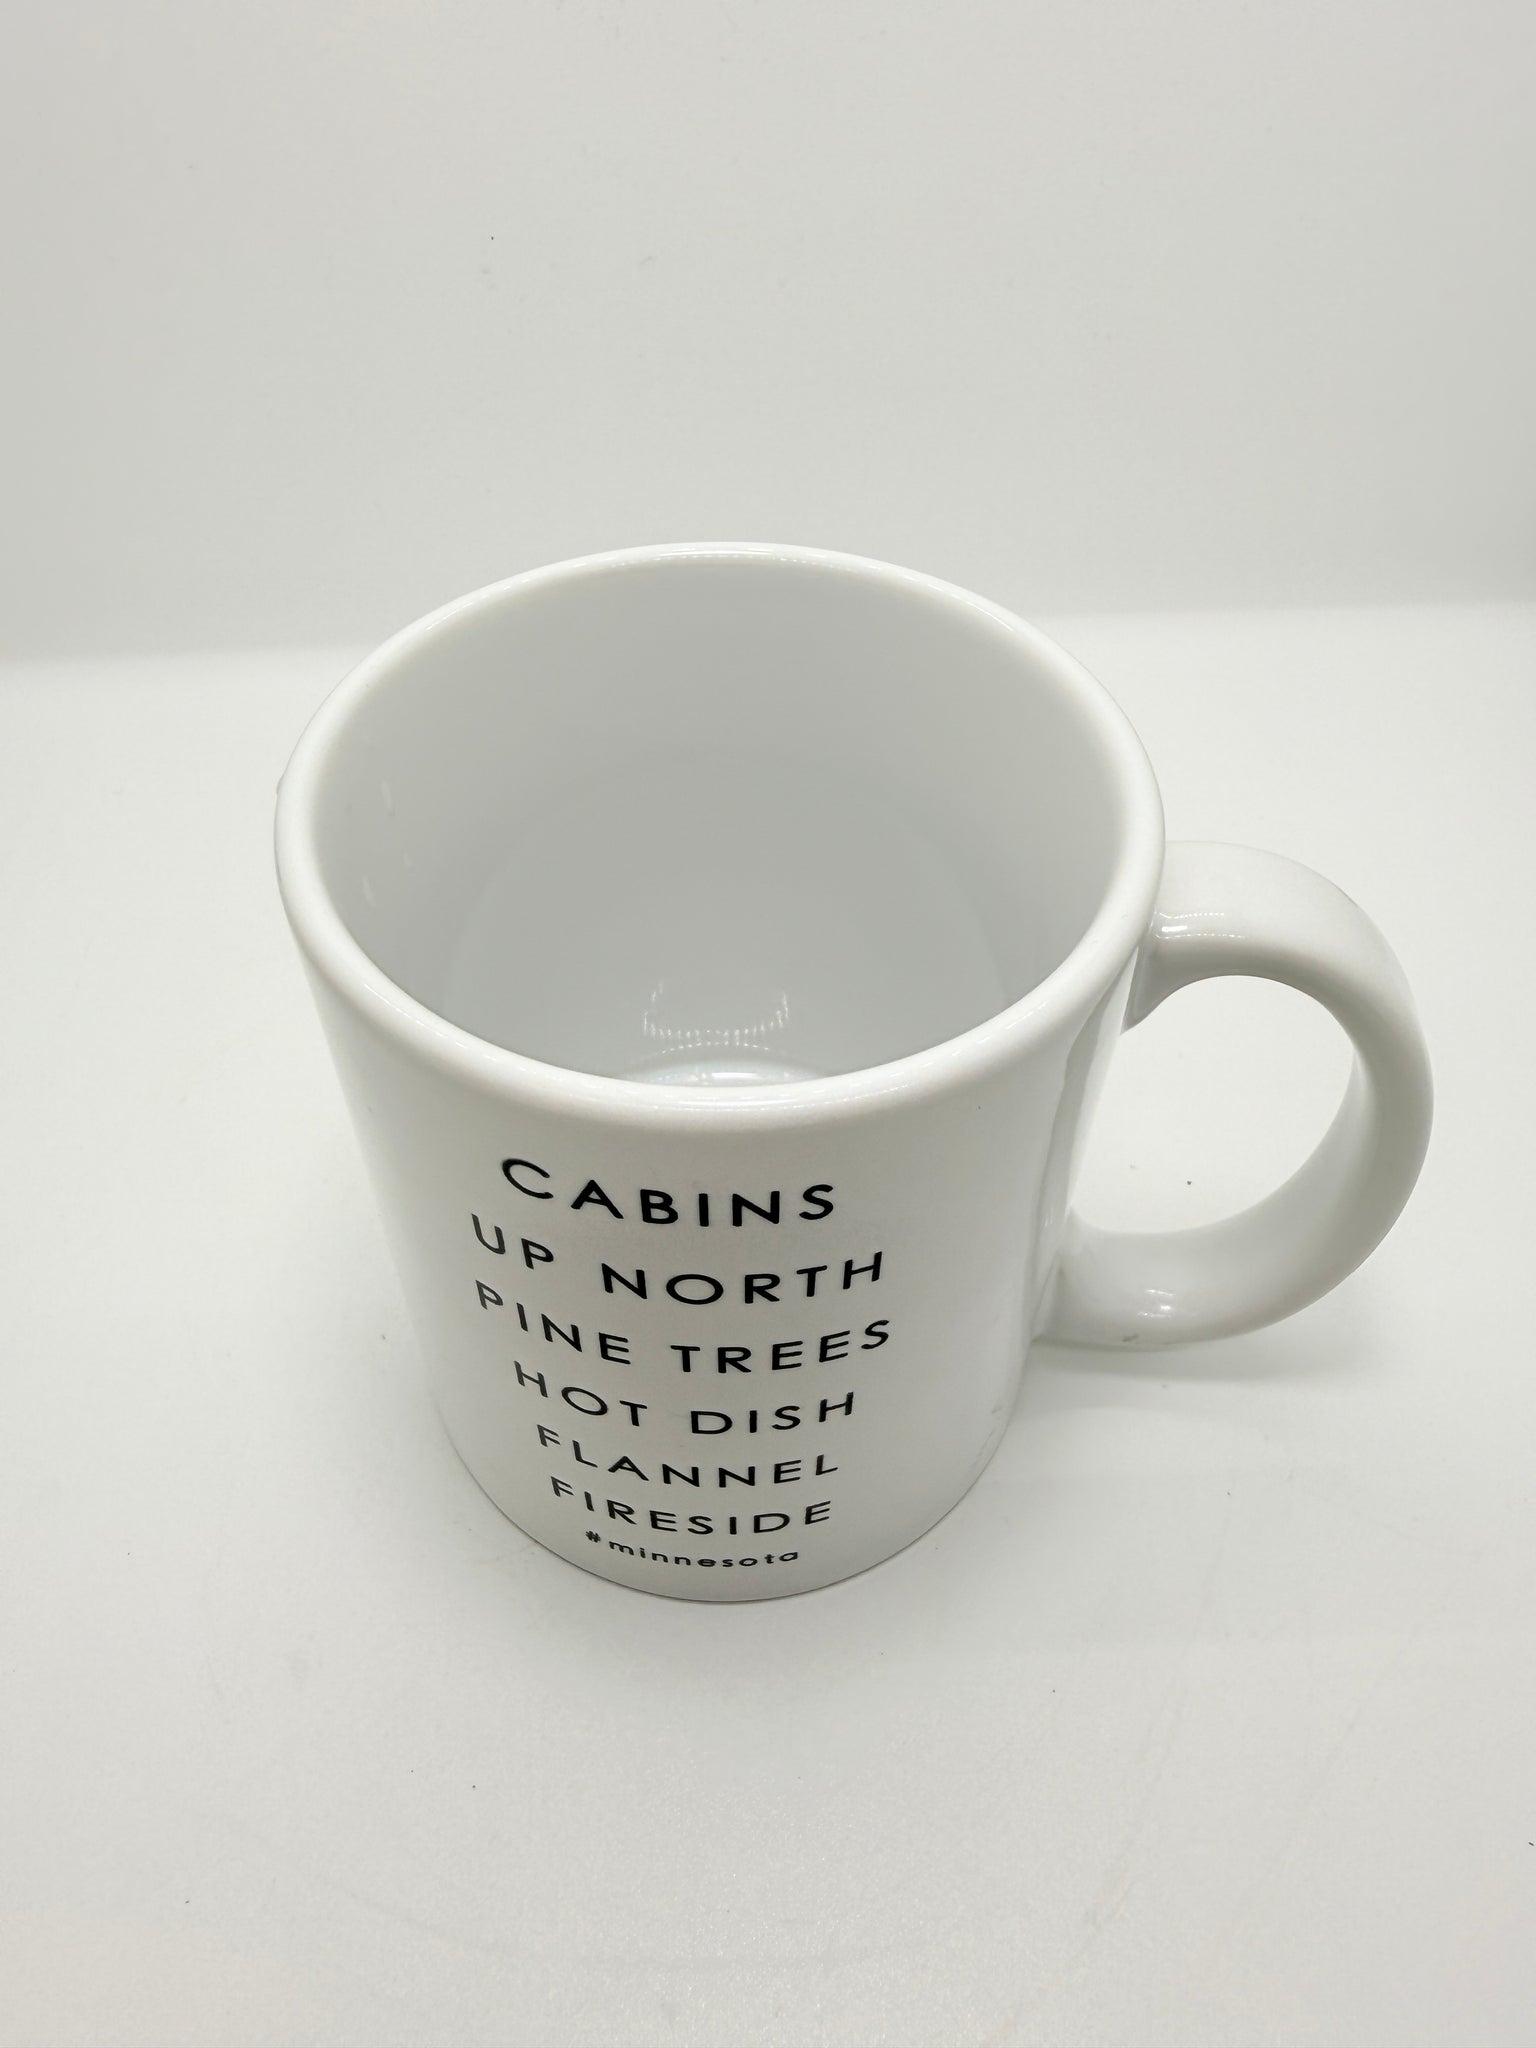 CABINS
UP NORTH
PINE TREES
HOT DISH
FLANNEL
FIRESIDE
#minnesota